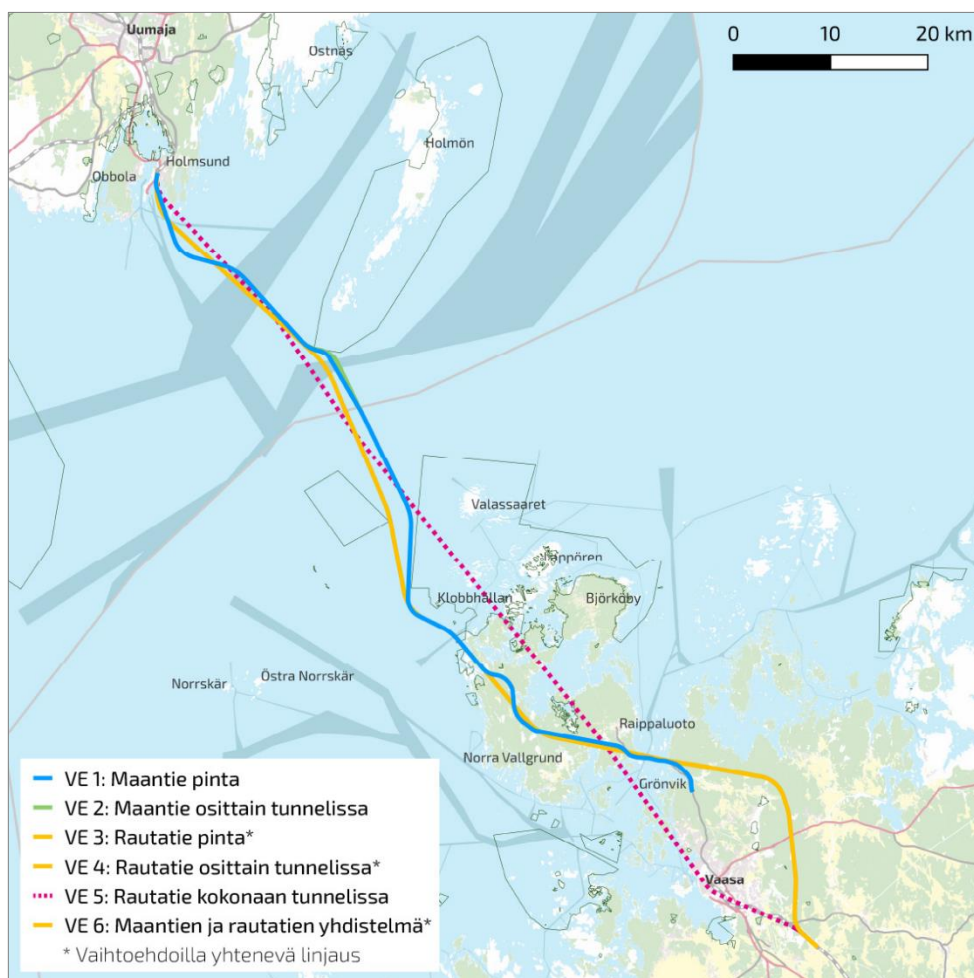 Uumaja
Östnäs
0 10 20 km
Holmön
Holmsund
Obbola
Valassaaret
Klobbhällan
Björköby
Norrskär
Östra Norrskär
Raippaluoto
Norra Vallgrund
Grönvik
Vaasa
VE 1: Maantie pinta
VE 2: Maantie osittain tunnelissa
VE 3: Rautatie pinta*
VE 4: Rautatie osittain tunnelissa*
VE 5: Rautatie kokonaan tunnelissa
VE 6: Maantien ja rautatien yhdistelmä*
* Vaihtoehdoilla yhtenevä linjaus